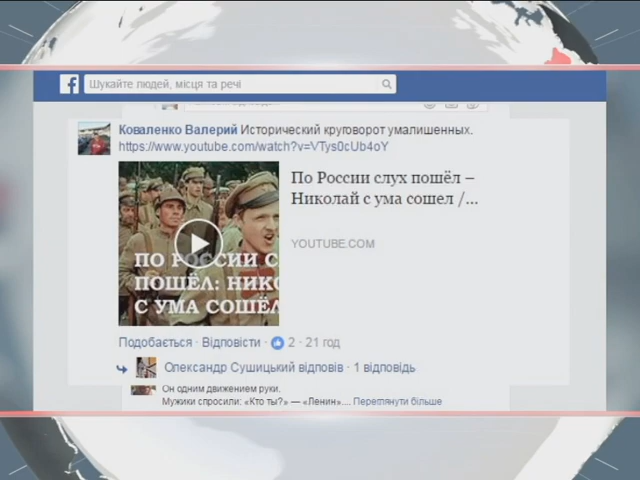 f
Шукайте людей, місця та речі
Коваленко Валерий Исторический круговорот умалишенных.
https://www.youtube.com/watch?v=VTys0cUb4oY
По России слух пошёл –
Николай с ума сошел /...
YOUTUBE.COM
ПО РОССИИ С
ПОШЁЛ: НИКО
С УМА СОШЁЛ
Подобається · Відповісти · 2 · 21 год
Олександр Сушицький відповів · 1 відповідь
Он одним движением руки.
Мужики спросили: «Кто ты?» — «Ленин».... Переглянути більше